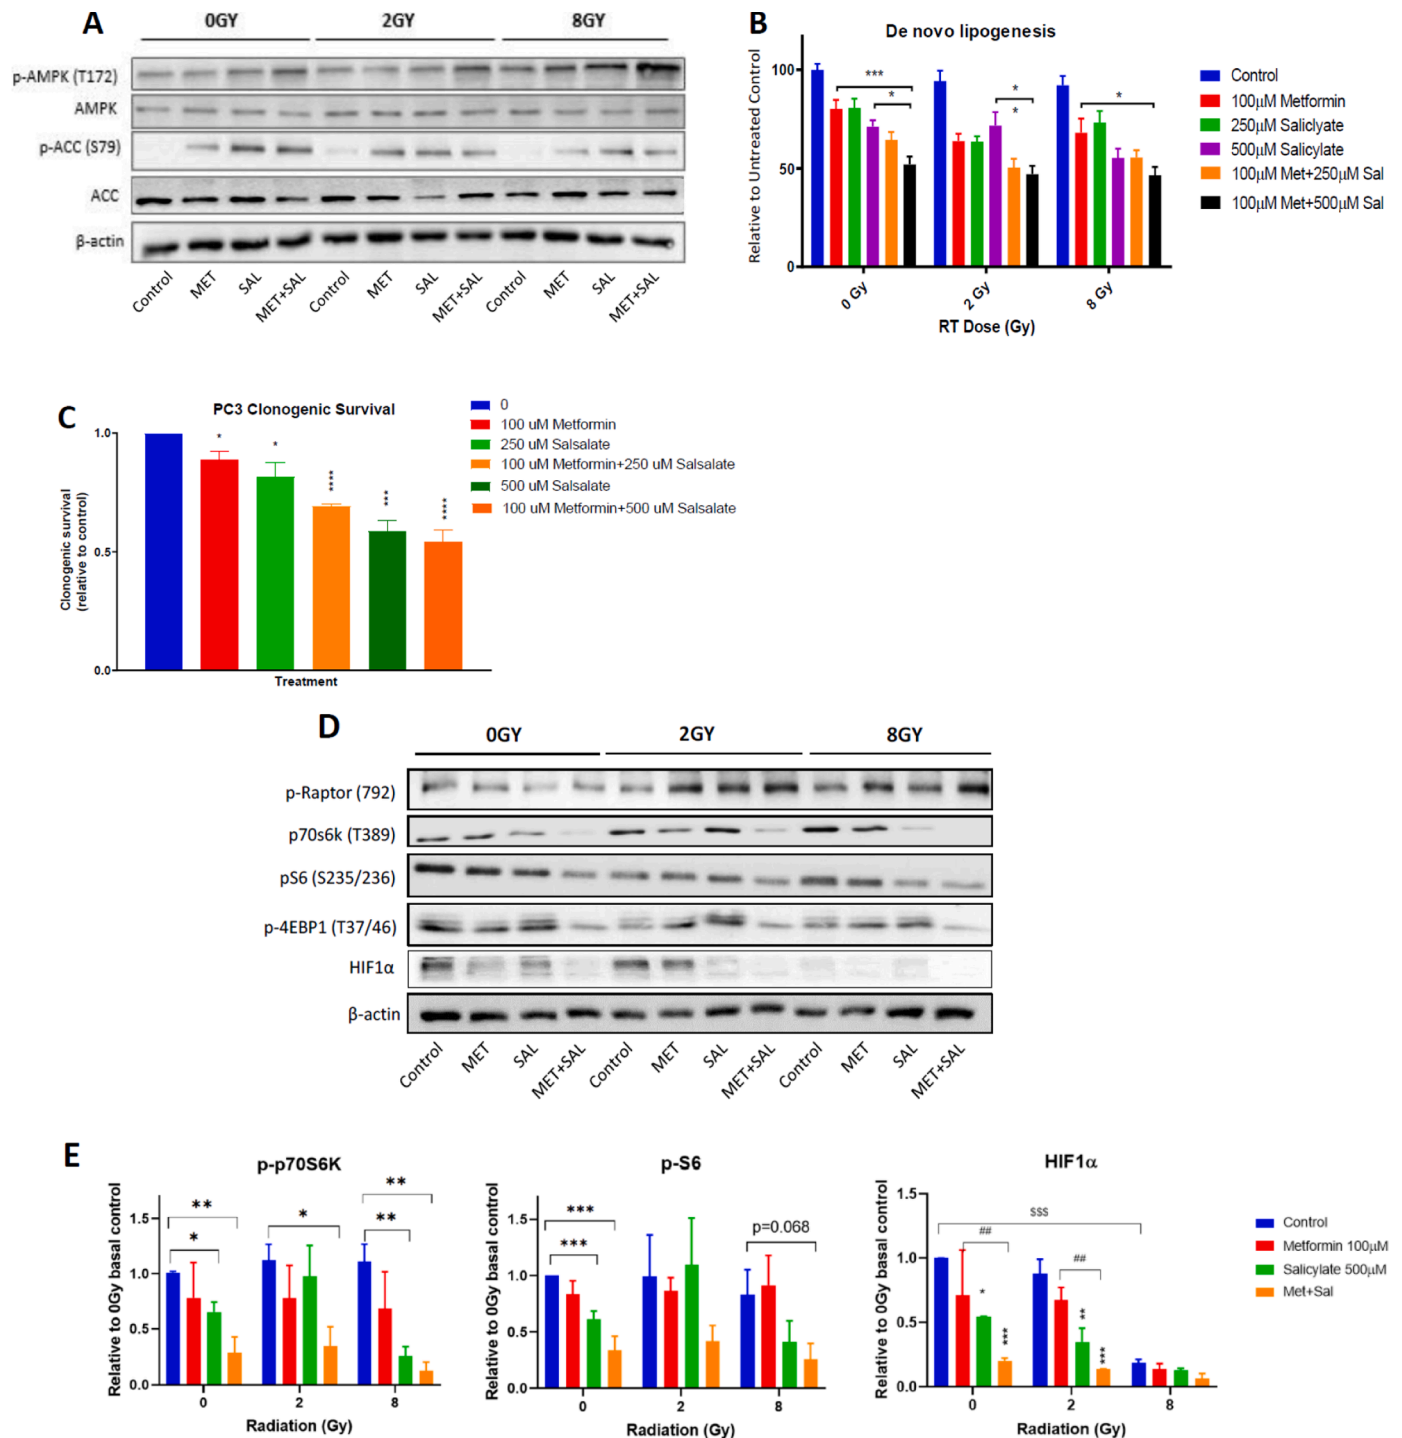 A
0GY
2GY
8GY
p-AMPK (T172)
AMPK
p-ACC (S79)
ACC
β-actin
Control
MET
SAL
MET+SAL
Control
MET
SAL
MET+SAL
Control
MET
SAL
MET+SAL
B
De novo lipogenesis
Relative to Untreated Control
100
50
0
***
*
*
*
*
0 Gy
2 Gy
8 Gy
RT Dose (Gy)
Control
100µM Metformin
250µM Saliclyate
500µM Salicylate
100µM Met+250µM Sal
100µM Met+500µM Sal
C
PC3 Clonogenic Survival
Clonogenic survival
(relative to control)
1.0
0.5
0.0
*
*
****
***
****
Treatment
0
100 uM Metformin
250 uM Salsalate
100 uM Metformin+250 uM Salsalate
500 uM Salsalate
100 uM Metformin+500 uM Salsalate
D
0GY
2GY
8GY
p-Raptor (792)
p70s6k (T389)
pS6 (S235/236)
p-4EBP1 (T37/46)
HIF1α
β-actin
Control
MET
SAL
MET+SAL
Control
MET
SAL
MET+SAL
Control
MET
SAL
MET+SAL
E
p-p70S6K
Relative to 0Gy basal control
1.5
1.0
0.5
0.0
**
*
*
**
**
0
2
8
Radiation (Gy)
p-S6
Relative to 0Gy basal control
1.5
1.0
0.5
0.0
***
***
p=0.068
0
2
8
Radiation (Gy)
HIF1α
Relative to 0Gy basal control
1.5
1.0
0.5
0.0
$$$
##
##
*
***
**
***
0
2
8
Radiation (Gy)
Control
Metformin 100µM
Salicylate 500µM
Met+Sal